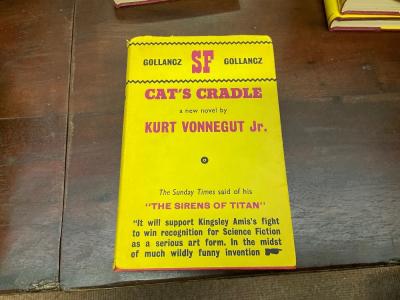 GOLLANCZ SF GOLLANCZ
CAT'S CRADLE
a new novel by
KURT VONNEGUT Jr.
The Sunday Times said of his
"THE SIRENS OF TITAN"
"It will support Kingsley Amis's fight
to win recognition for Science Fiction
as a serious art form. In the midst
of much wildly funny invention